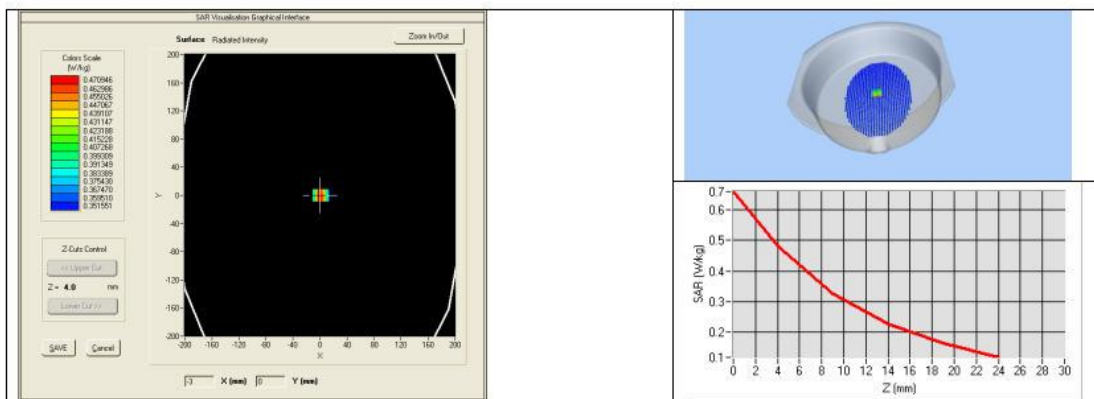 SAR Visualisation Graphical Interface
Surface Radiated Intensity
Zoom In/Out
Colors Scale
(W/kg)
0.470946
0.462986
0.455026
0.447067
0.439107
0.431147
0.423188
0.415228
0.407268
0.399309
0.391349
0.383389
0.375430
0.367470
0.359510
0.351551
Z-Cuts Control
<< Upper Cut
Z = 4.0 mm
Lower Cut >>
SAVE Cancel
200
160
120
80
40
0
-40
-80
-120
-160
-200
Y
-200 -160 -120 -80 -40 0 40 80 120 160 200
X
-3 X (mm) 0 Y (mm)
0.7
0.6
0.5
0.4
0.3
0.2
0.1
SAR (W/kg)
0 2 4 6 8 10 12 14 16 18 20 22 24 26 28 30
Z (mm)